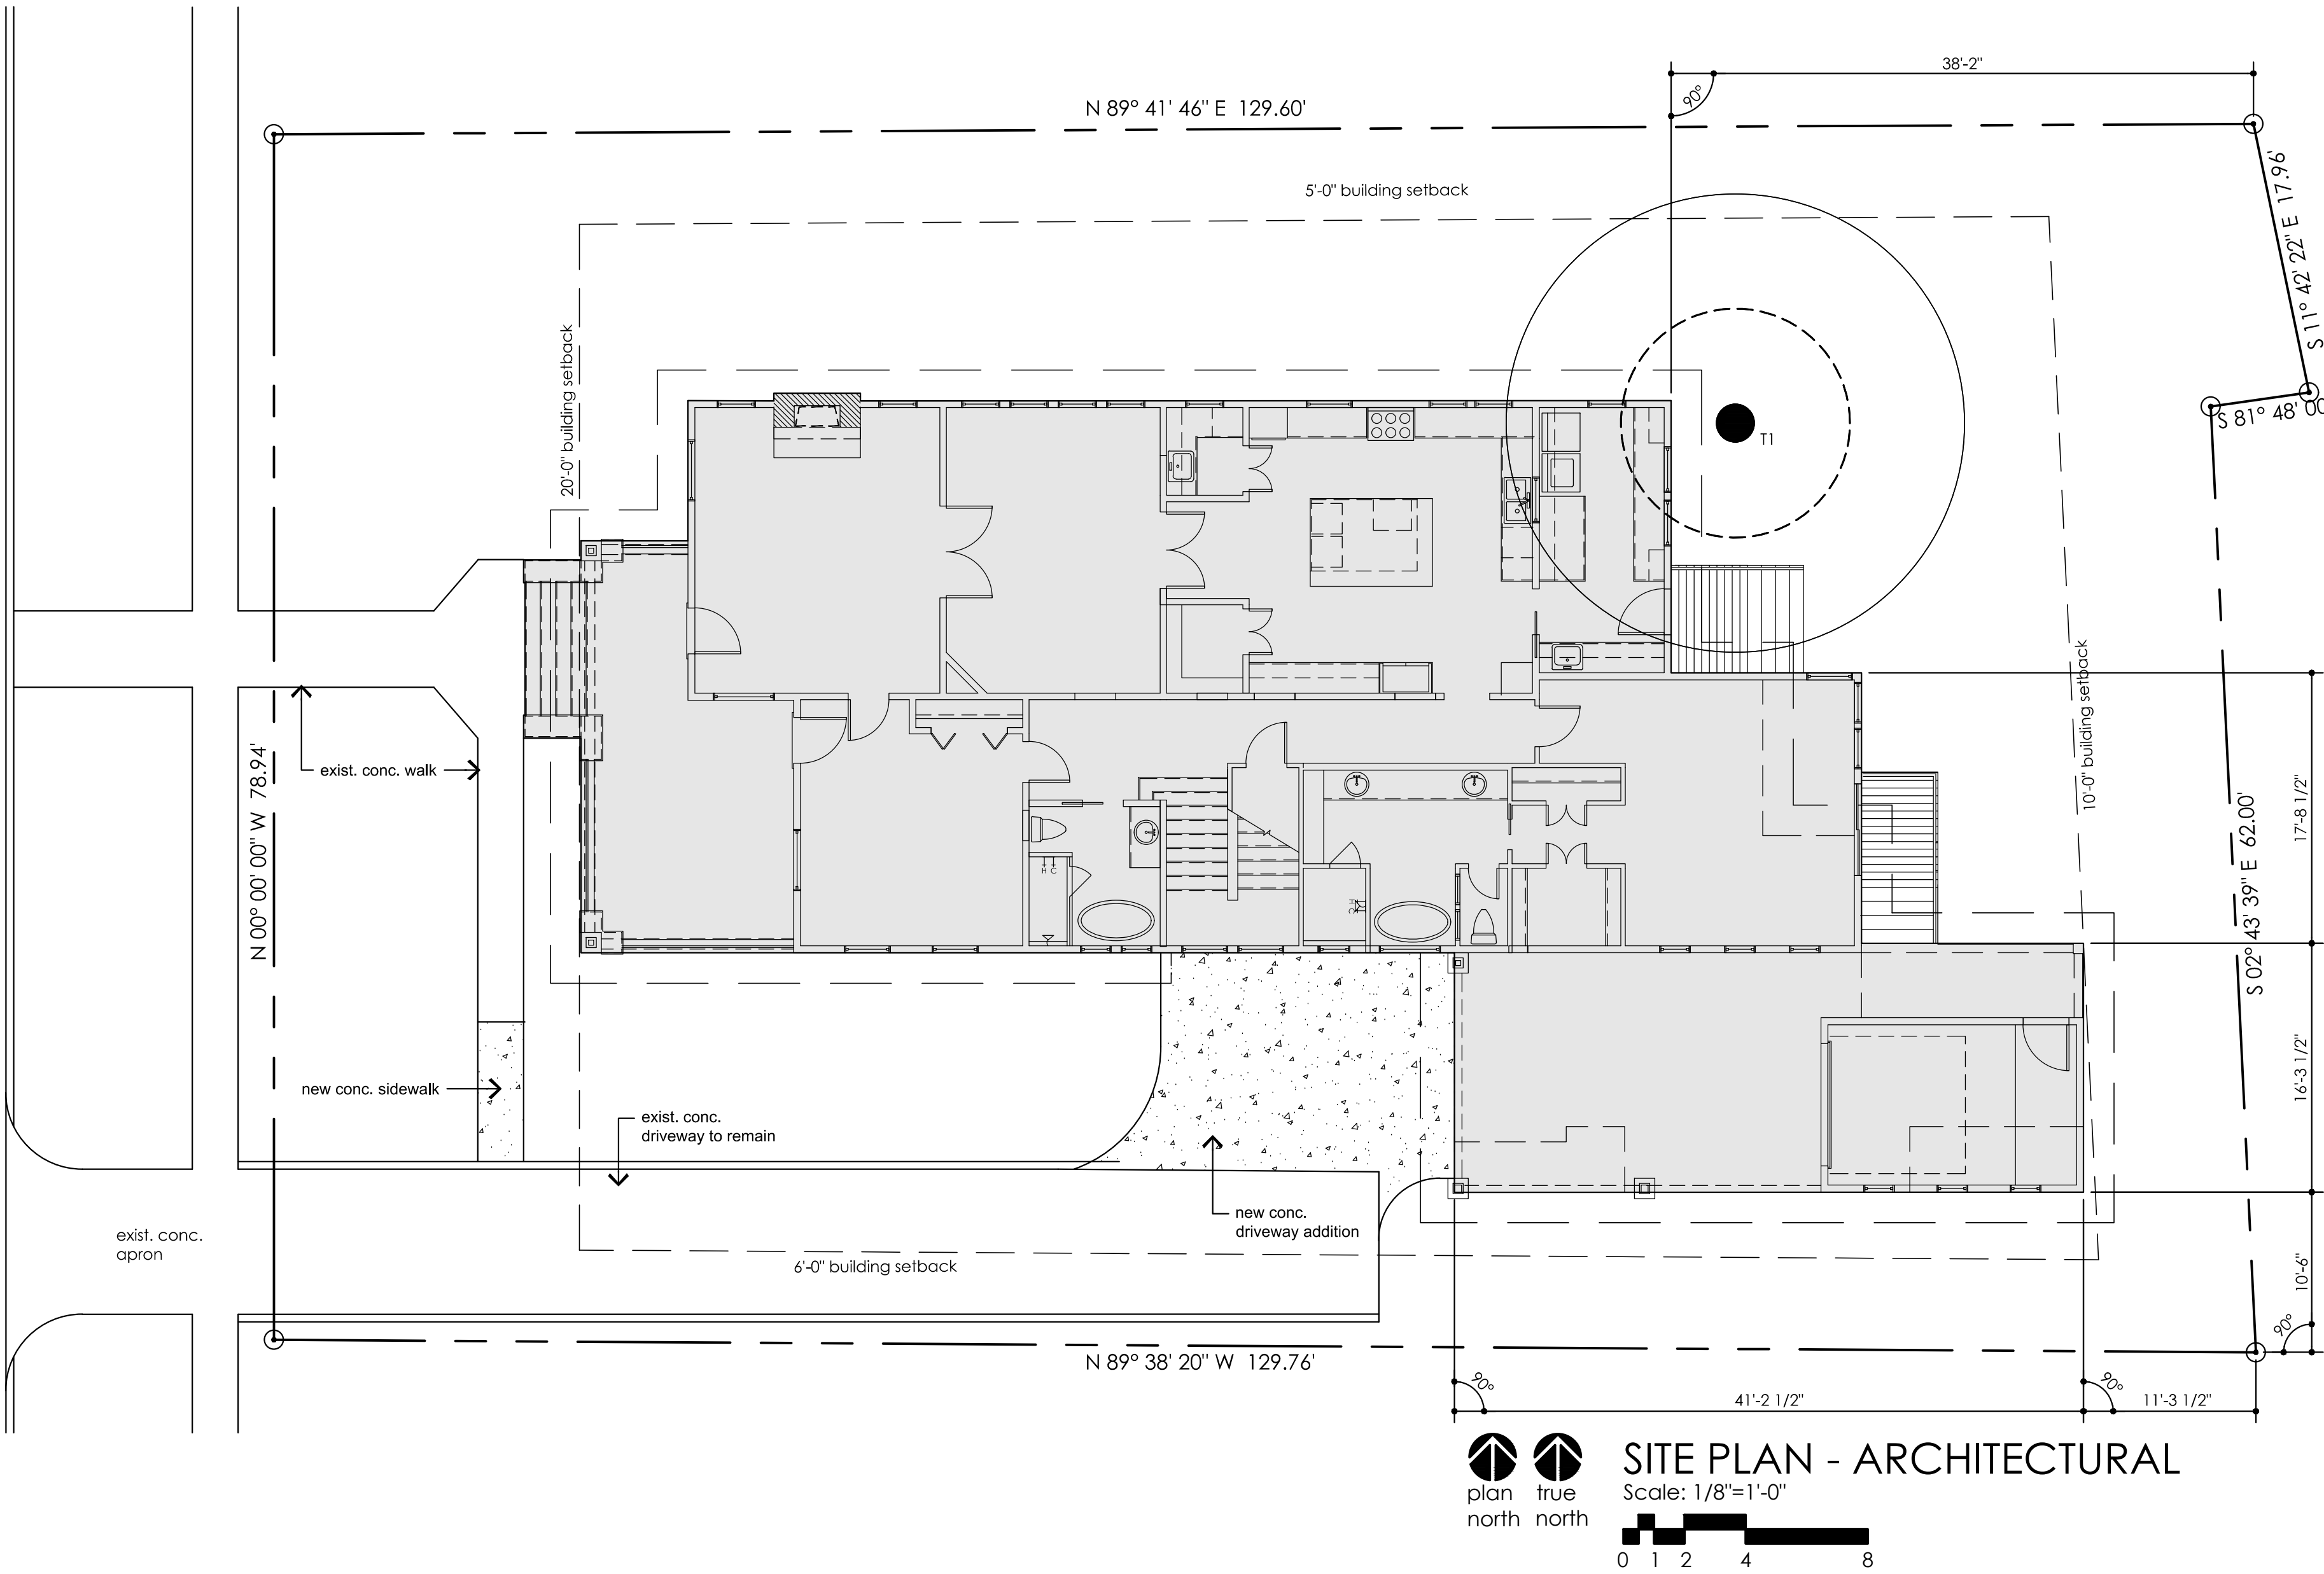 38'-2"
90°
N 89° 41' 46" E 129.60'
S 11° 42' 22" E 17.96'
5'-0" building setback
20'-0" building setback
S 81° 48' 00
T1
10'-0" building setback
N 00° 00' 00" W 78.94'
exist. conc. walk
17'-8 1/2"
S 02° 43' 39" E 62.00'
H C
H C
new conc. sidewalk
exist. conc.
driveway to remain
16'-3 1/2"
new conc.
driveway addition
exist. conc.
apron
6'-0" building setback
10'-6"
90°
N 89° 38' 20" W 129.76'
90°
41'-2 1/2"
90°
11'-3 1/2"
plan
north
true
north
SITE PLAN - ARCHITECTURAL
Scale: 1/8"=1'-0"
0 1 2 4 8